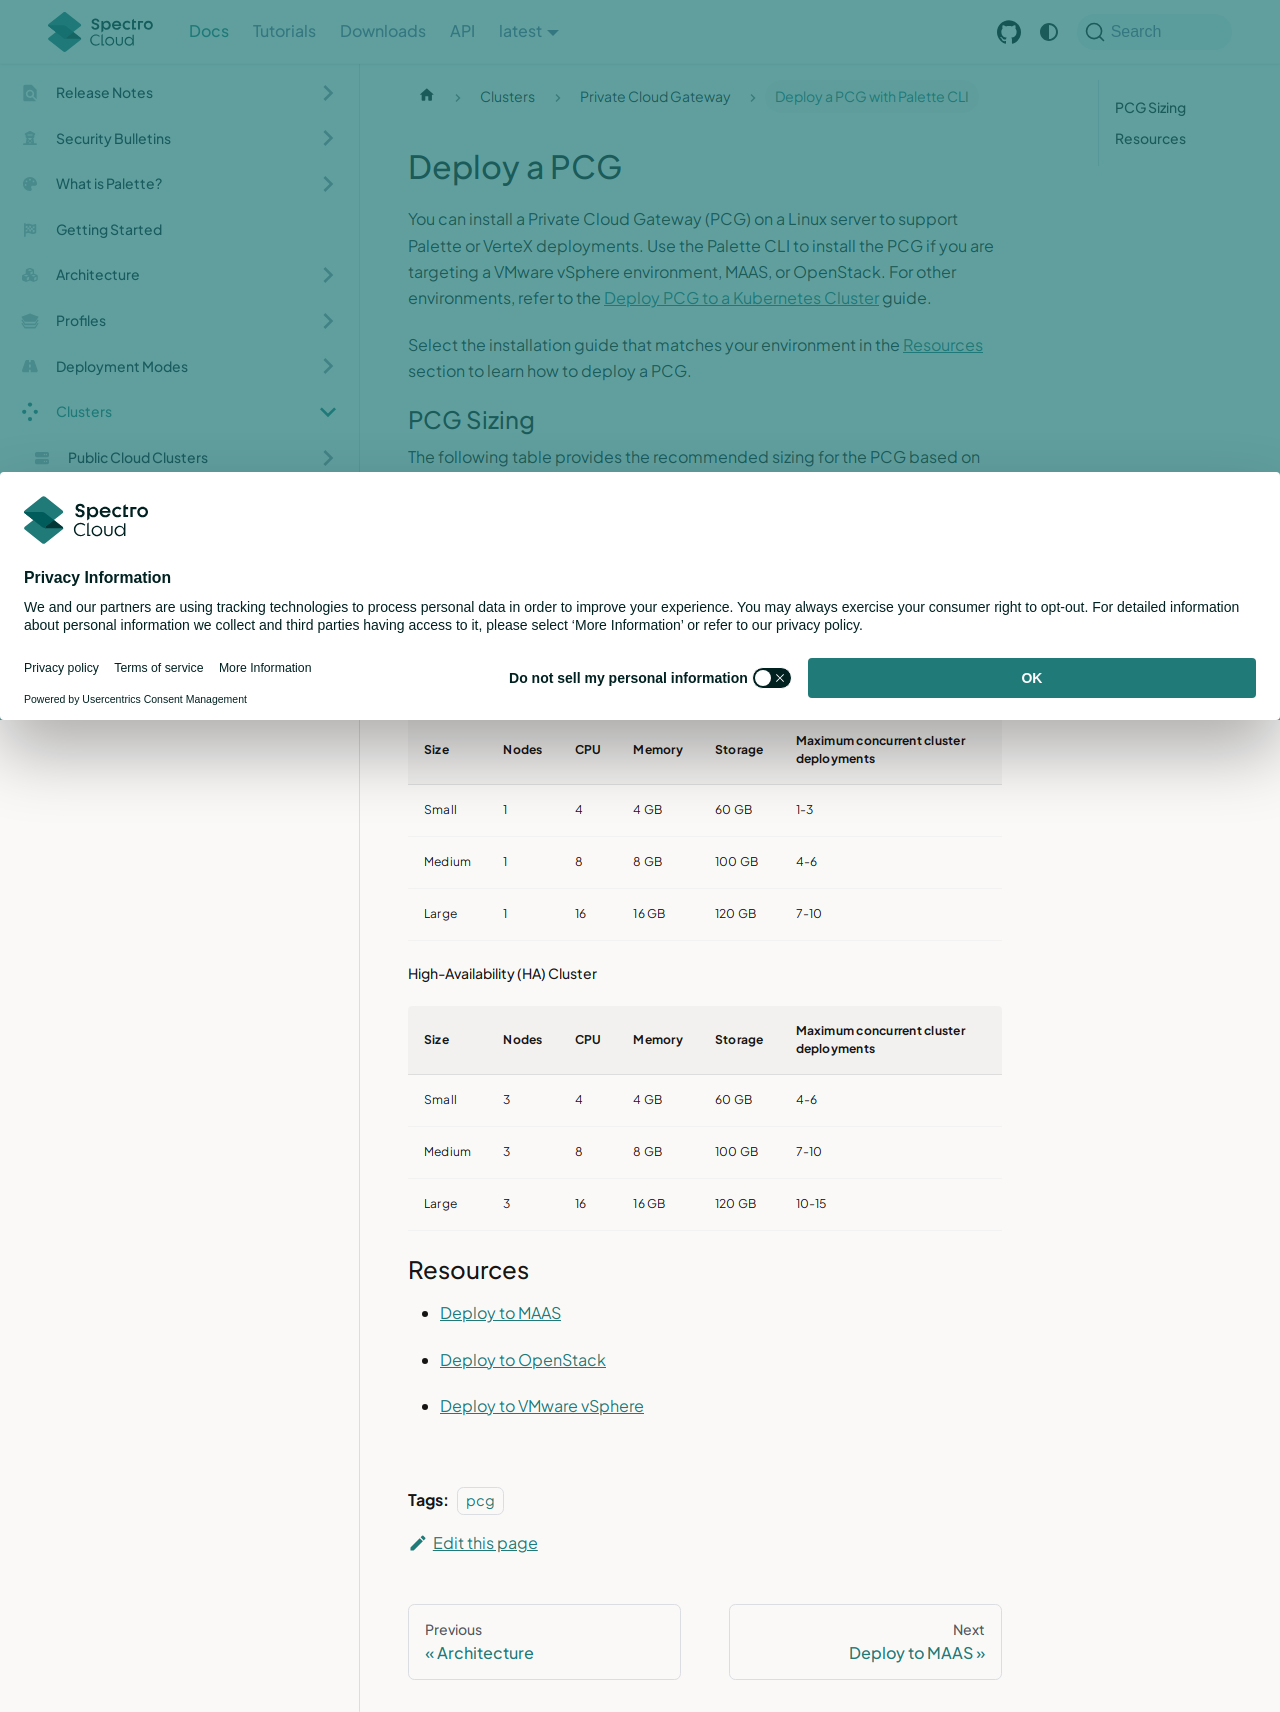 Spectro
Cloud
Docs
Tutorials
Downloads
API
latest
Search
Release Notes
Security Bulletins
What is Palette?
Getting Started
Architecture
Profiles
Deployment Modes
Clusters
Public Cloud Clusters
Clusters
Private Cloud Gateway
Deploy a PCG with Palette CLI
PCG Sizing
Resources
Deploy a PCG
You can install a Private Cloud Gateway (PCG) on a Linux server to support
Palette or VerteX deployments. Use the Palette CLI to install the PCG if you are
targeting a VMware vSphere environment, MAAS, or OpenStack. For other
environments, refer to the Deploy PCG to a Kubernetes Cluster guide.
Select the installation guide that matches your environment in the Resources
section to learn how to deploy a PCG.
PCG Sizing
The following table provides the recommended sizing for the PCG based on
Spectro
Cloud
Privacy Information
We and our partners are using tracking technologies to process personal data in order to improve your experience. You may always exercise your consumer right to opt-out. For detailed information
about personal information we collect and third parties having access to it, please select ‘More Information’ or refer to our privacy policy.
Privacy policy
Terms of service
More Information
Powered by Usercentrics Consent Management
Do not sell my personal information
OK
Size Nodes CPU Memory Storage Maximum concurrent cluster
deployments
Small 1 4 4 GB 60 GB 1-3
Medium 1 8 8 GB 100 GB 4-6
Large 1 16 16 GB 120 GB 7-10
High-Availability (HA) Cluster
Size Nodes CPU Memory Storage Maximum concurrent cluster
deployments
Small 3 4 4 GB 60 GB 4-6
Medium 3 8 8 GB 100 GB 7-10
Large 3 16 16 GB 120 GB 10-15
Resources
Deploy to MAAS
Deploy to OpenStack
Deploy to VMware vSphere
Tags: pcg
Edit this page
Previous
« Architecture
Next
Deploy to MAAS »